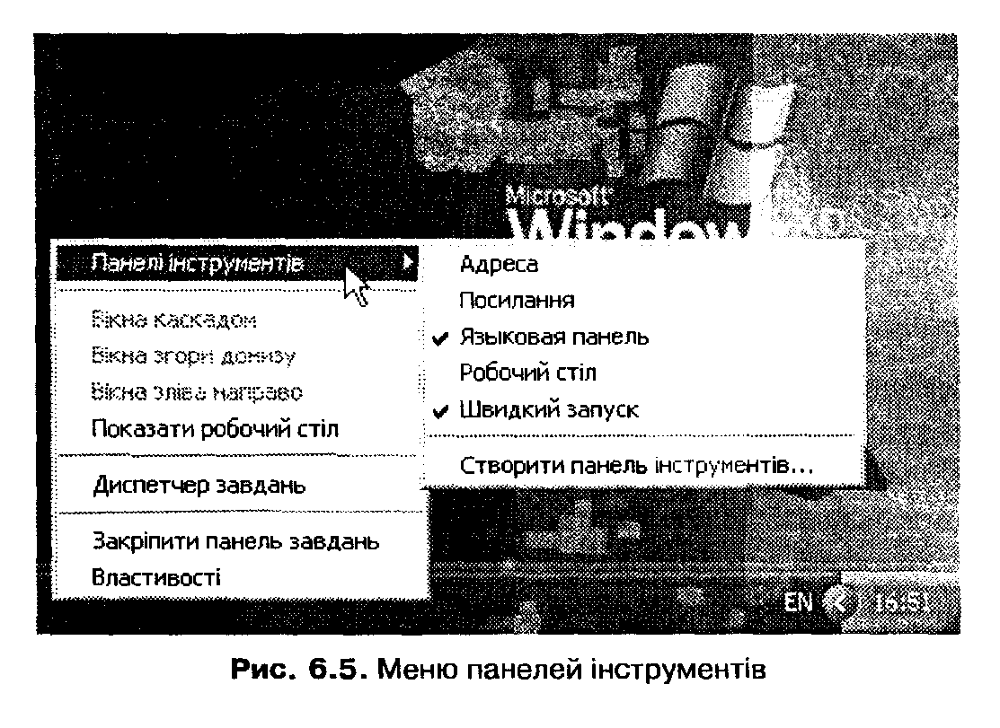 Microsoft
Window
Панелі інструментів
Вікна каскадом
Вікна згори донизу
Вікна зліва направо
Показати робочий стіл
Диспетчер завдань
Закріпити панель завдань
Властивості
Адреса
Посилання
Языковая панель
Робочий стіл
Швидкий запуск
Створити панель інструментів...
EN
16:51
Рис. 6.5. Меню панелей інструментів